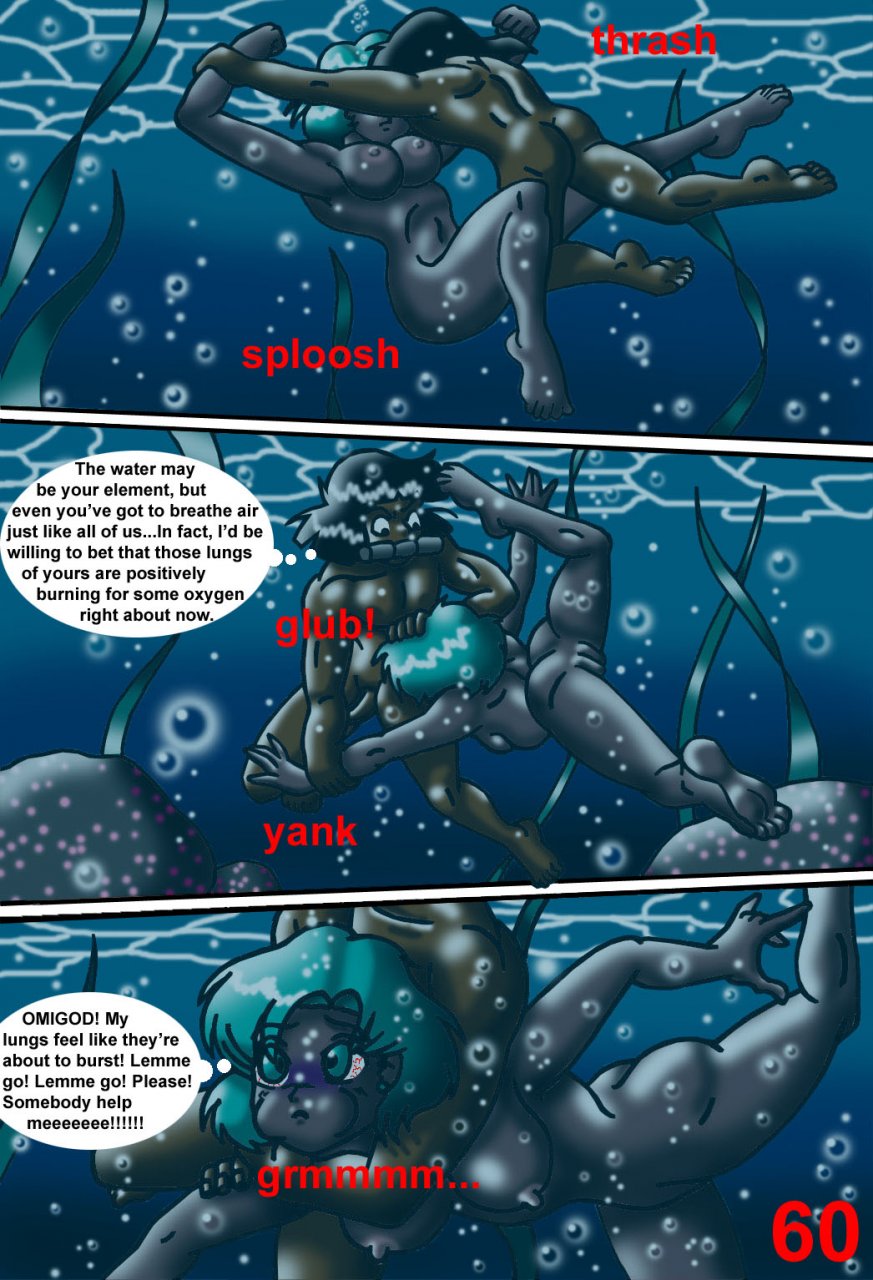 thrash
sploosh
The water may
be your element, but
even you've got to breathe air
just like all of us...In fact, I'd be
willing to bet that those lungs
of yours are positively
burning for some oxygen
right about now.
glub!
yank
OMIGOD! My
lungs feel like they're
about to burst! Lemme
go! Lemme go! Please!
Somebody help
meeeeeee!!!!!!
grmmmm...
60